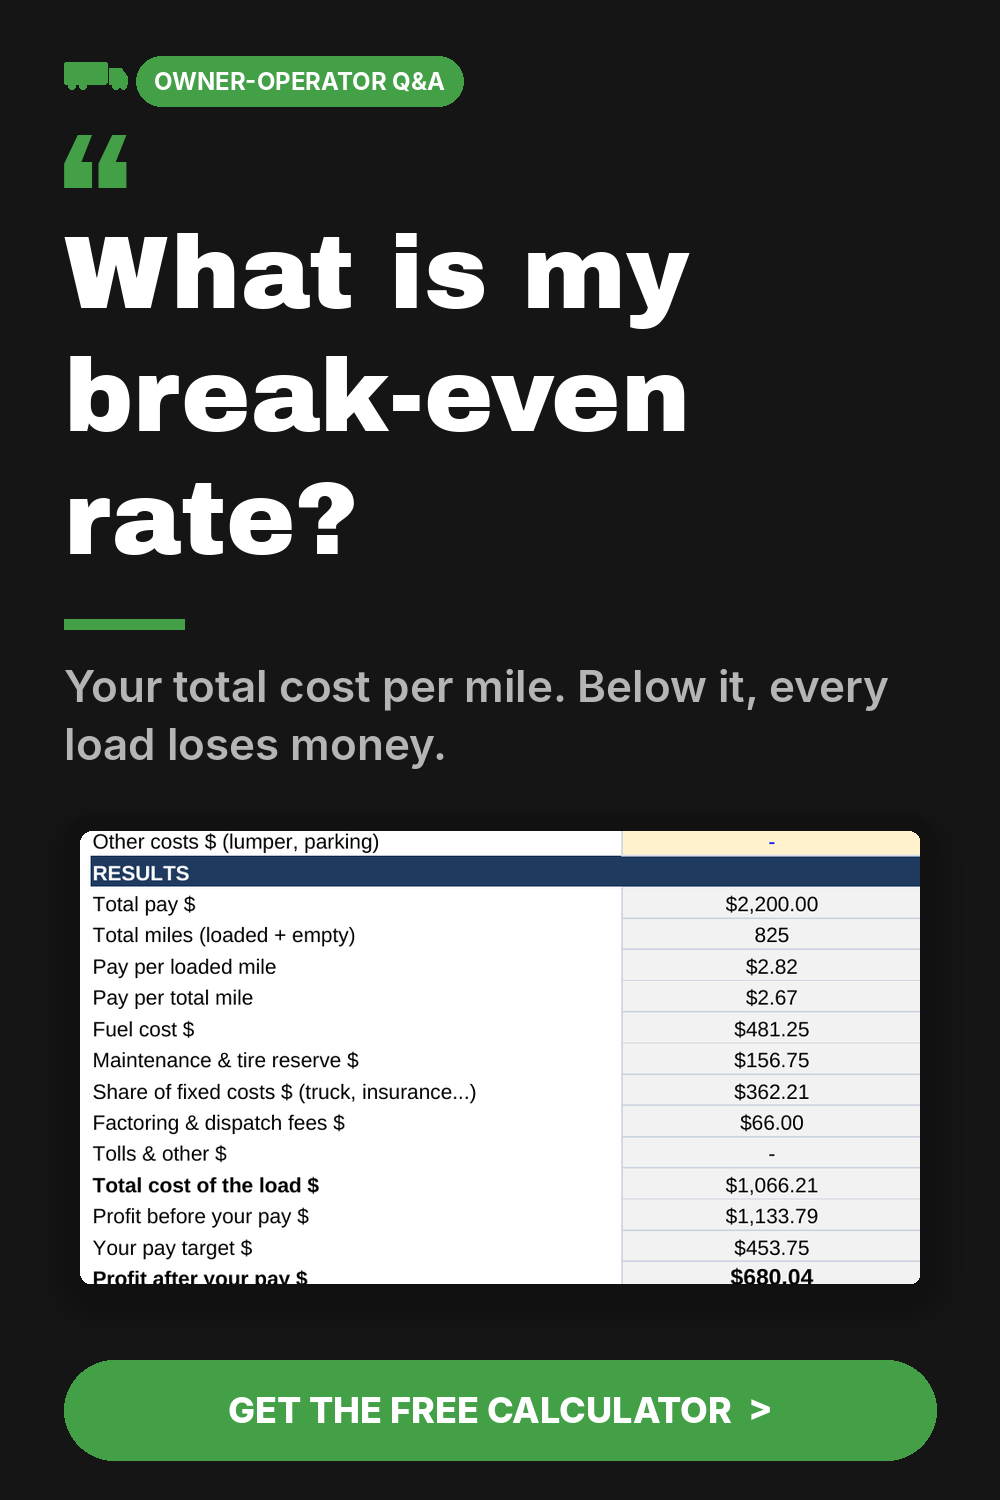 OWNER-OPERATOR Q&A
“
What is my
break-even
rate?
Your total cost per mile. Below it, every
load loses money.
Other costs $ (lumper, parking) -
RESULTS
Total pay $ $2,200.00
Total miles (loaded + empty) 825
Pay per loaded mile $2.82
Pay per total mile $2.67
Fuel cost $ $481.25
Maintenance & tire reserve $ $156.75
Share of fixed costs $ (truck, insurance...) $362.21
Factoring & dispatch fees $ $66.00
Tolls & other $ -
Total cost of the load $ $1,066.21
Profit before your pay $ $1,133.79
Your pay target $ $453.75
Profit after your pay $ $680.04
GET THE FREE CALCULATOR >